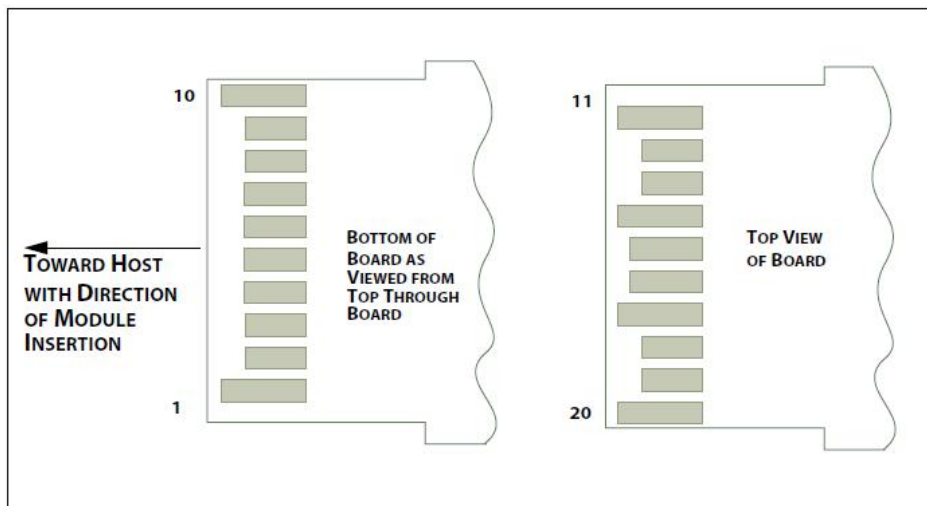 10
1
TOWARD HOST
WITH DIRECTION
OF MODULE
INSERTION
BOTTOM OF
BOARD AS
VIEWED FROM
TOP THROUGH
BOARD
11
20
TOP VIEW
OF BOARD